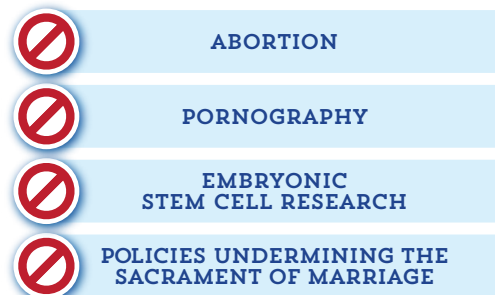 ABORTION
PORNOGRAPHY
EMBRYONIC
STEM CELL RESEARCH
POLICIES UNDERMINING THE
SACRAMENT OF MARRIAGE